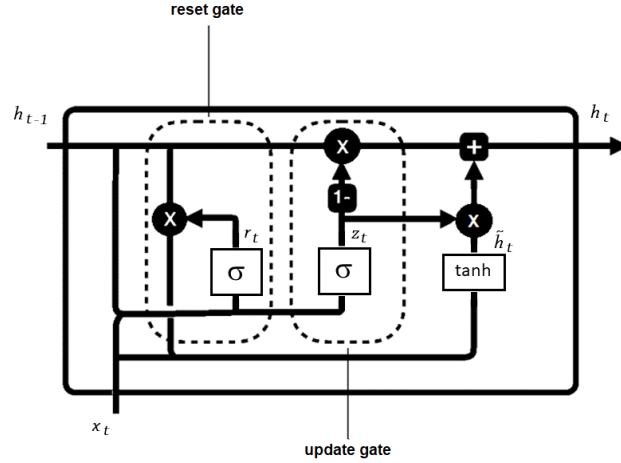 reset gate
h_{t-1}
h_t
X
+
1-
X
r_t
z_t
X
h̃_t
σ
σ
tanh
x_t
update gate